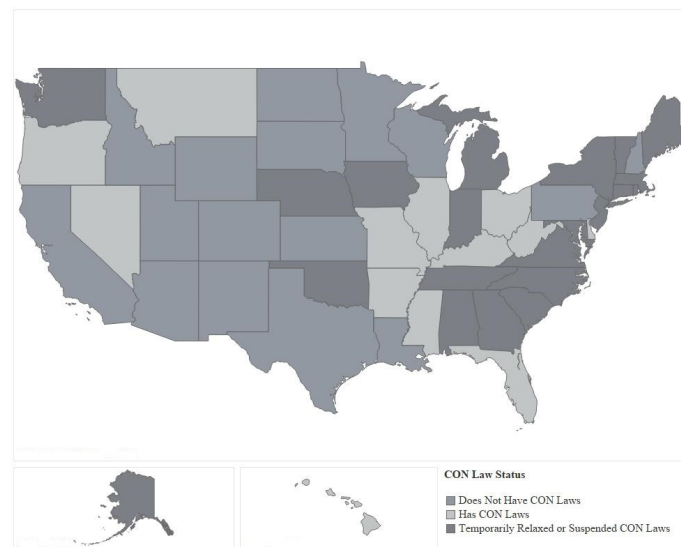 CON Law Status
Does Not Have CON Laws
Has CON Laws
Temporarily Relaxed or Suspended CON Laws